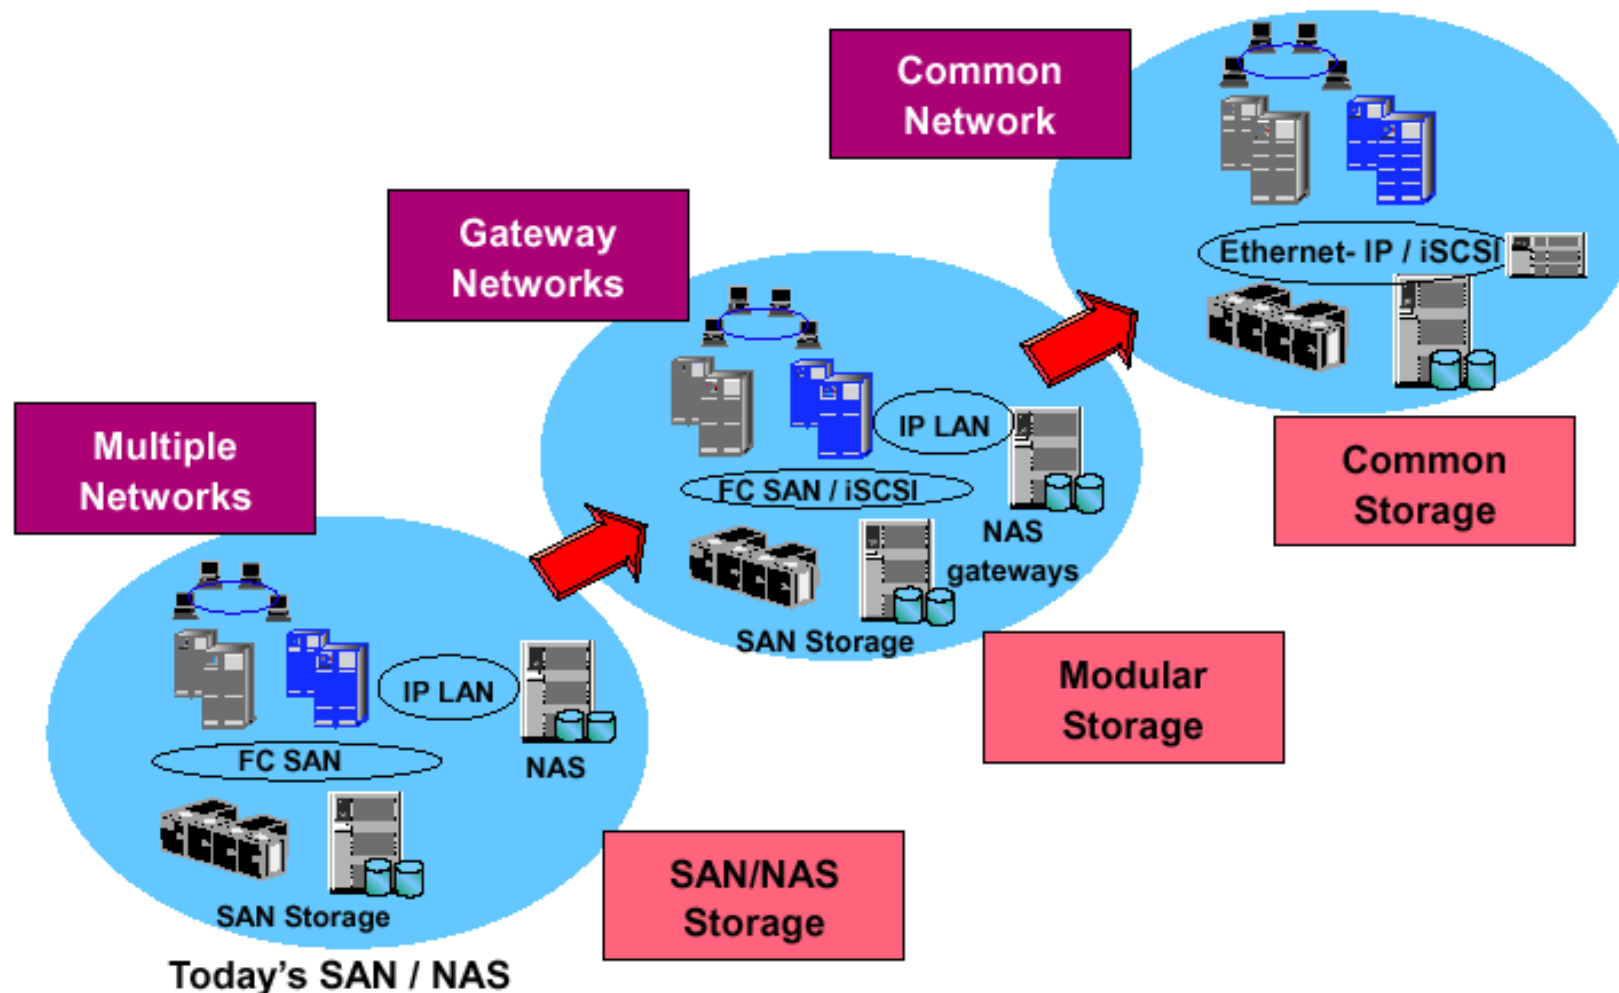 Common
Network
Ethernet- IP / iSCSI
Common
Storage
Gateway
Networks
IP LAN
FC SAN / iSCSI
NAS
gateways
SAN Storage
Modular
Storage
Multiple
Networks
IP LAN
FC SAN
NAS
SAN Storage
SAN/NAS
Storage
Today's SAN / NAS